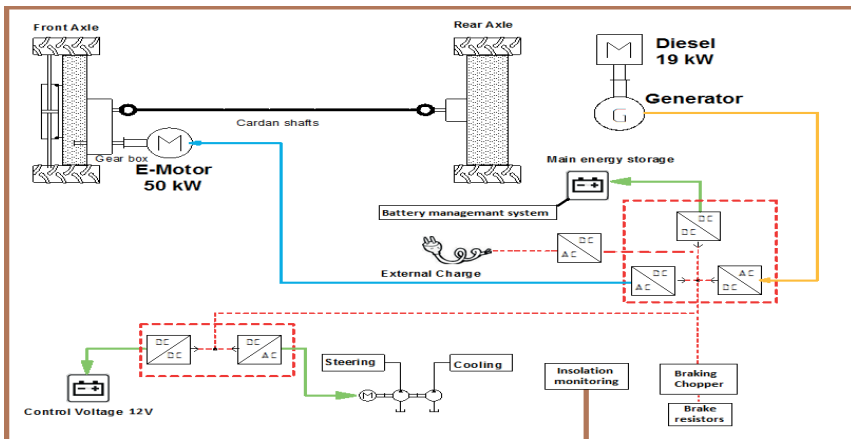 Front Axle
Rear Axle
M
Diesel
19 kW
G
Generator
Cardan shafts
Gear box
M
E-Motor
50 kW
Main energy storage
Battery managemant system
DC
DC
DC
AC
External Charge
DC
AC
AC
DC
DC
DC
DC
AC
Steering
Cooling
M
Control Voltage 12V
Insolation
monitoring
Braking
Chopper
Brake
resistors